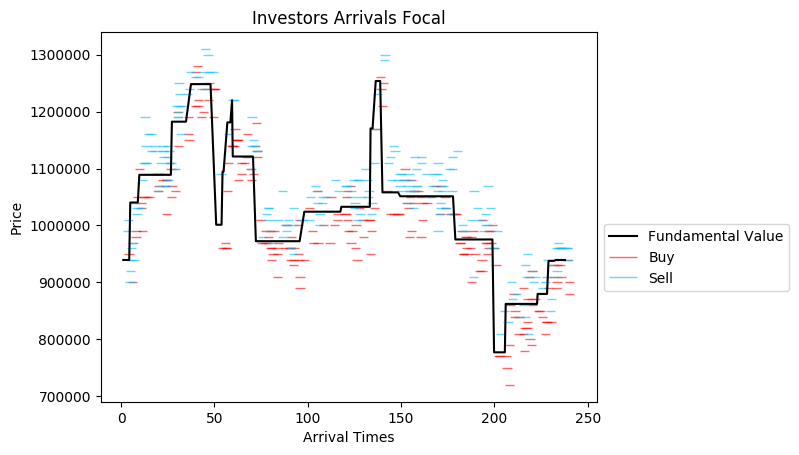 Investors Arrivals Focal
1300000
1200000
1100000
1000000
900000
800000
700000
Price
0 50 100 150 200 250
Arrival Times
Fundamental Value
Buy
Sell